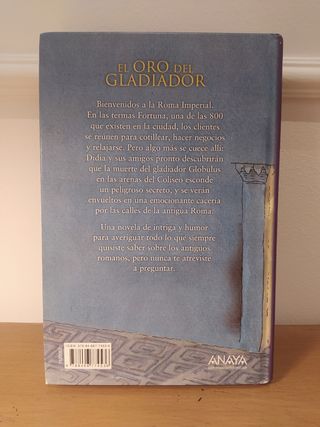 EL ORO DEL
GLADIADOR
Bienvenidos a la Roma Imperial.
En las termas Fortuna, una de las 800
que existen en la ciudad, los clientes
se reúnen para cotillear, hacer negocios
y relajarse. Pero algo más se cuece allí:
Didia y sus amigos pronto descubrirán
que la muerte del gladiador Glóbulus
en las arenas del Coliseo esconde
un peligroso secreto, y se verán
envueltos en una emocionante cacería
por las calles de la antigua Roma.
Una novela de intriga y humor
para averiguar todo lo que siempre
quisiste saber sobre los antiguos
romanos, pero nunca te atreviste
a preguntar.
ANAYA